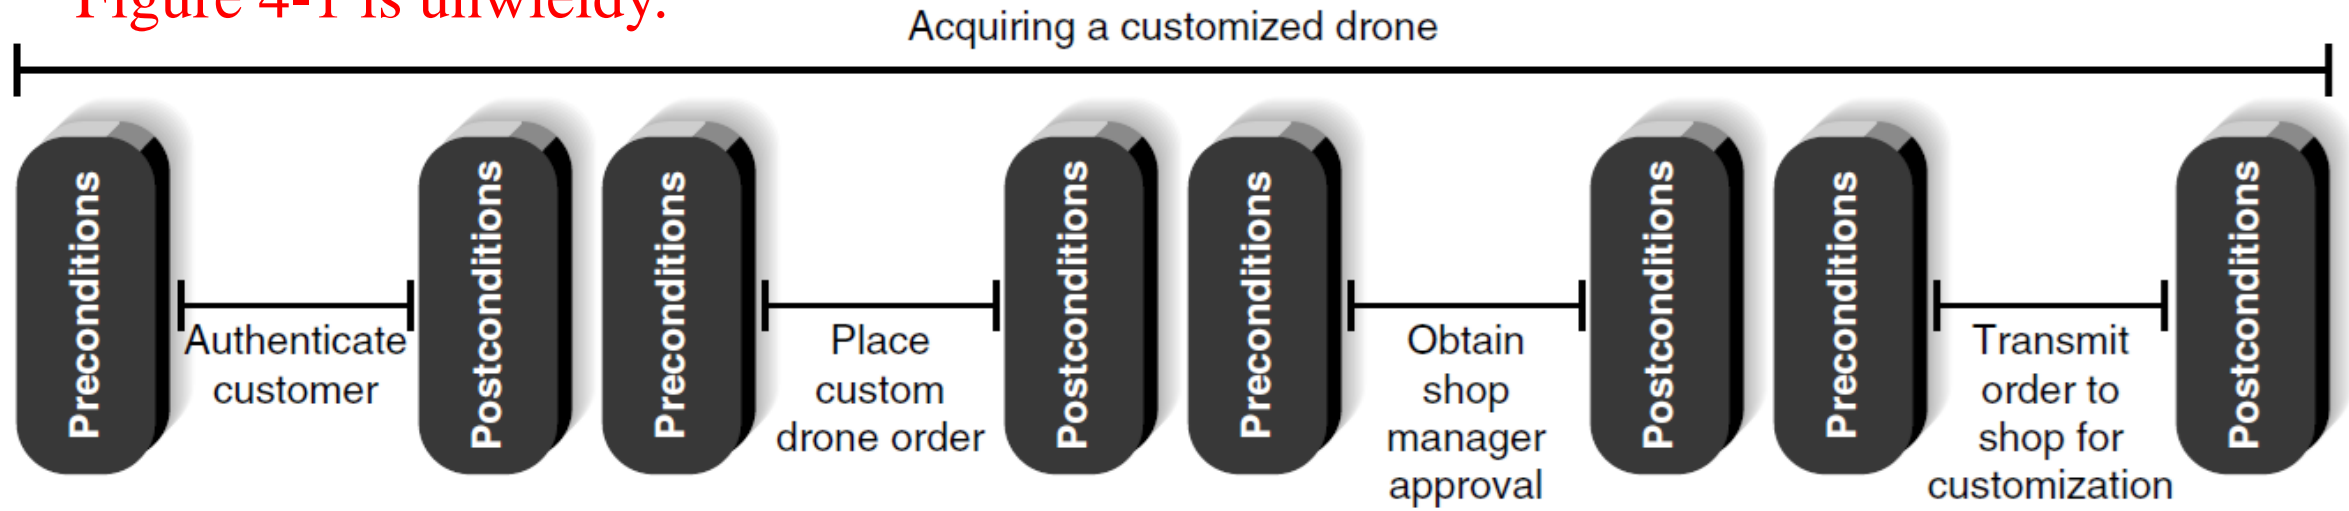 Figure 4-1 is unwieldy.
Acquiring a customized drone
Preconditions
Authenticate
customer
Postconditions
Preconditions
Place
custom
drone order
Postconditions
Preconditions
Obtain
shop
manager
approval
Postconditions
Preconditions
Transmit
order to
shop for
customization
Postconditions